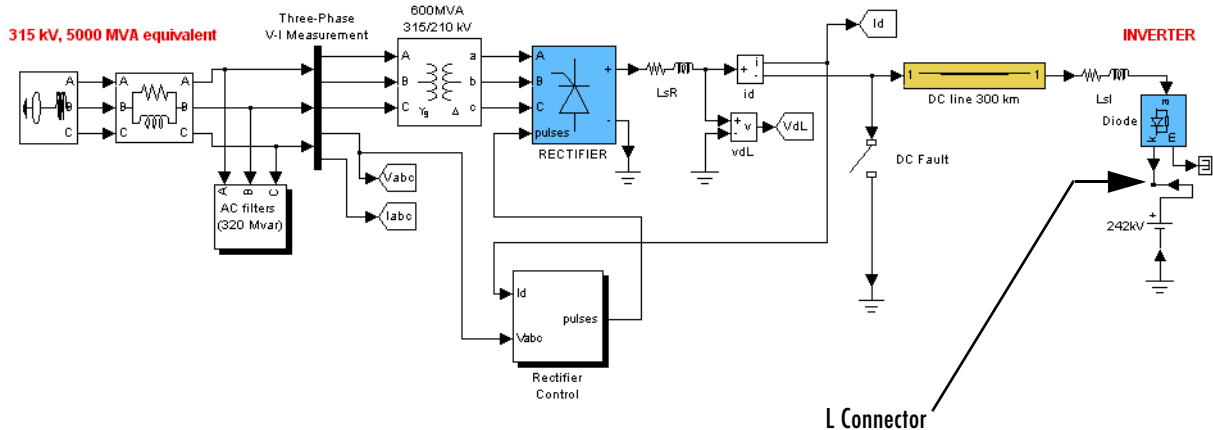 315 kV, 5000 MVA equivalent
Three-Phase
V-I Measurement
600MVA
315/210 kV
INVERTER
A
B
C
A
B
C
A
B
C
A
B
C
Yg
a
b
c
Δ
A
B
C
pulses
+
-
RECTIFIER
LsR
+
-
i
id
Id
+
-
v
vdL
VdL
1
1
DC line 300 km
LsI
Diode
a
k
m
DC Fault
242kV
+
A
B
C
AC filters
(320 Mvar)
Vabc
Iabc
Id
Vabc
pulses
Rectifier
Control
L Connector